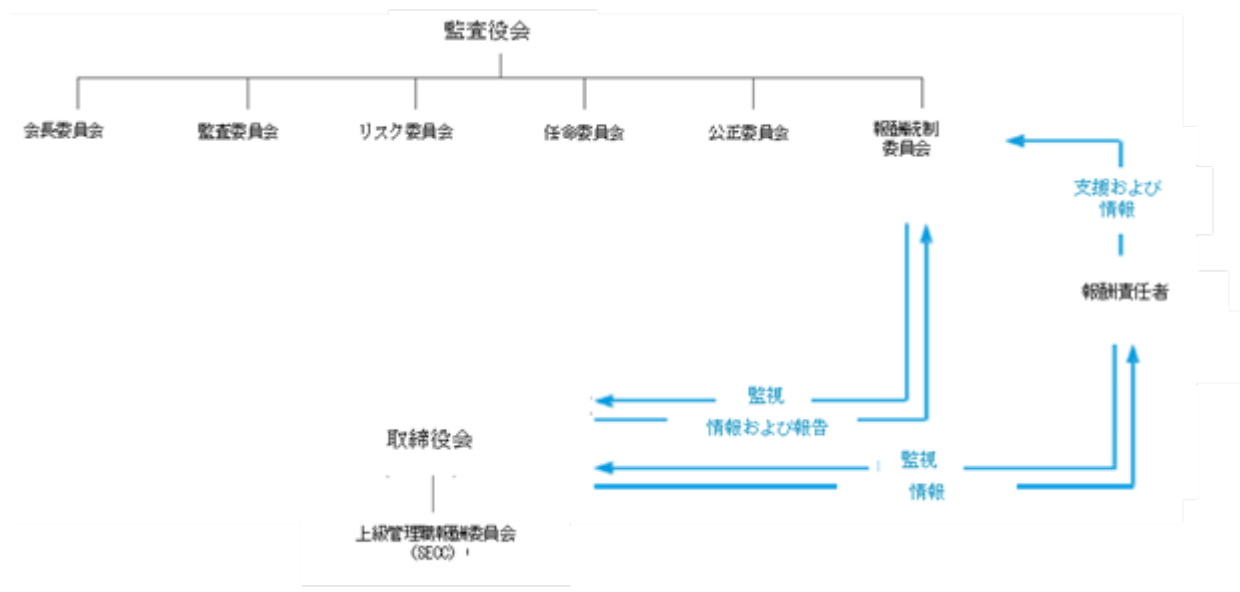 監査役会
会長委員会
監査委員会
リスク委員会
任命委員会
公正委員会
報酬統制
委員会
支援および
情報
報酬責任者
監視
情報および報告
取締役会
監視
情報
上級管理職報酬委員会
(SECC)